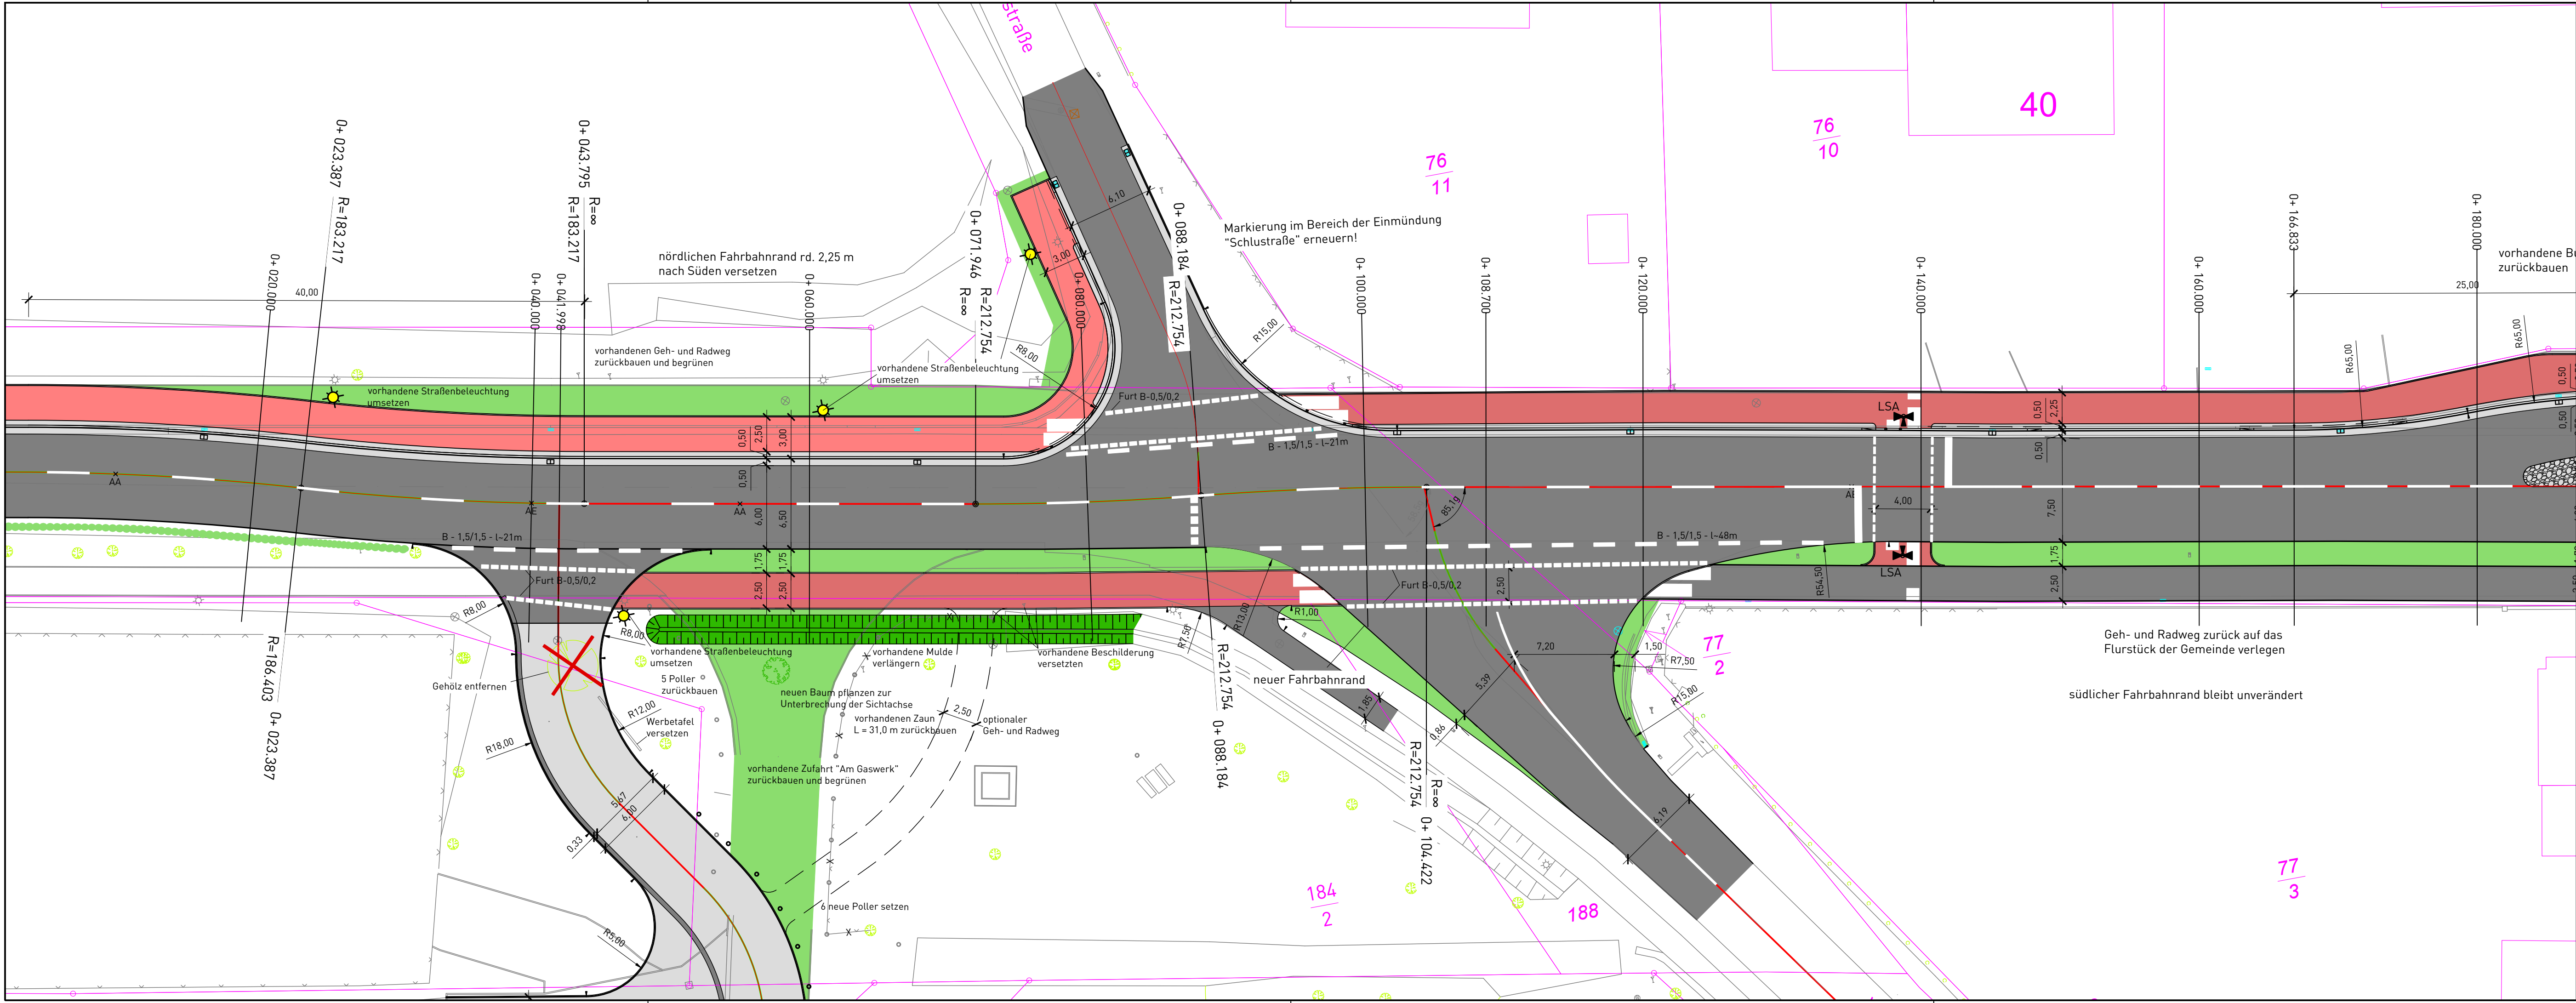 straße
40
76
10
76
11
0+ 023.387
R=183.217
0+ 043.795
R=∞
R=183.217
0+ 020.000
40,00
0+ 040.000
0+ 041.998
nördlichen Fahrbahnrand rd. 2,25 m
nach Süden versetzen
0+ 060.000
0+ 071.946
R=∞
R=212.754
6,10
3,00
0+ 080.000
0+ 088.184
R=212.754
Markierung im Bereich der Einmündung
"Schlustraße" erneuern!
R15,00
R8,00
0+ 100.000
0+ 108.700
0+ 120.000
0+ 140.000
0+ 160.000
0+ 166.833
0+ 180.000
vorhandene Bu
zurückbauen
25,00
R65,00
R65,00
vorhandenen Geh- und Radweg
zurückbauen und begrünen
vorhandene Straßenbeleuchtung
umsetzen
vorhandene Straßenbeleuchtung
umsetzen
Furt B-0,5/0,2
B - 1,5/1,5 - l~21m
LSA
0,50
2,25
0,50
0,50
0,50
0,50
2,50
3,00
0,50
6,00
6,50
AA
AE
AA
85,1g
AE
4,00
7,50
B - 1,5/1,5 - l~21m
B - 1,5/1,5 - l~48m
1,75
1,75
2,50
2,50
Furt B-0,5/0,2
Furt B-0,5/0,2
2,50
LSA
1,75
2,50
R54,50
R8,00
R8,00
R13,00
R1,00
R7,50
vorhandene Straßenbeleuchtung
umsetzen
vorhandene Mulde
verlängern
vorhandene Beschilderung
versetzten
5 Poller
zurückbauen
neuen Baum pflanzen zur
Unterbrechung der Sichtachse
vorhandenen Zaun
L = 31,0 m zurückbauen
2,50
optionaler
Geh- und Radweg
Gehölz entfernen
R=186.403
0+ 023.387
R12,00
Werbetafel
versetzen
R18,00
vorhandene Zufahrt "Am Gaswerk"
zurückbauen und begrünen
5,67
6,00
0,33
R5,00
6 neue Poller setzen
R=212.754
0+ 088.184
neuer Fahrbahnrand
1,85
5,39
0,86
7,20
1,50
R7,50
R15,00
77
2
6,19
R=212.754
R=∞
0+ 104.422
Geh- und Radweg zurück auf das
Flurstück der Gemeinde verlegen
südlicher Fahrbahnrand bleibt unverändert
184
2
188
77
3